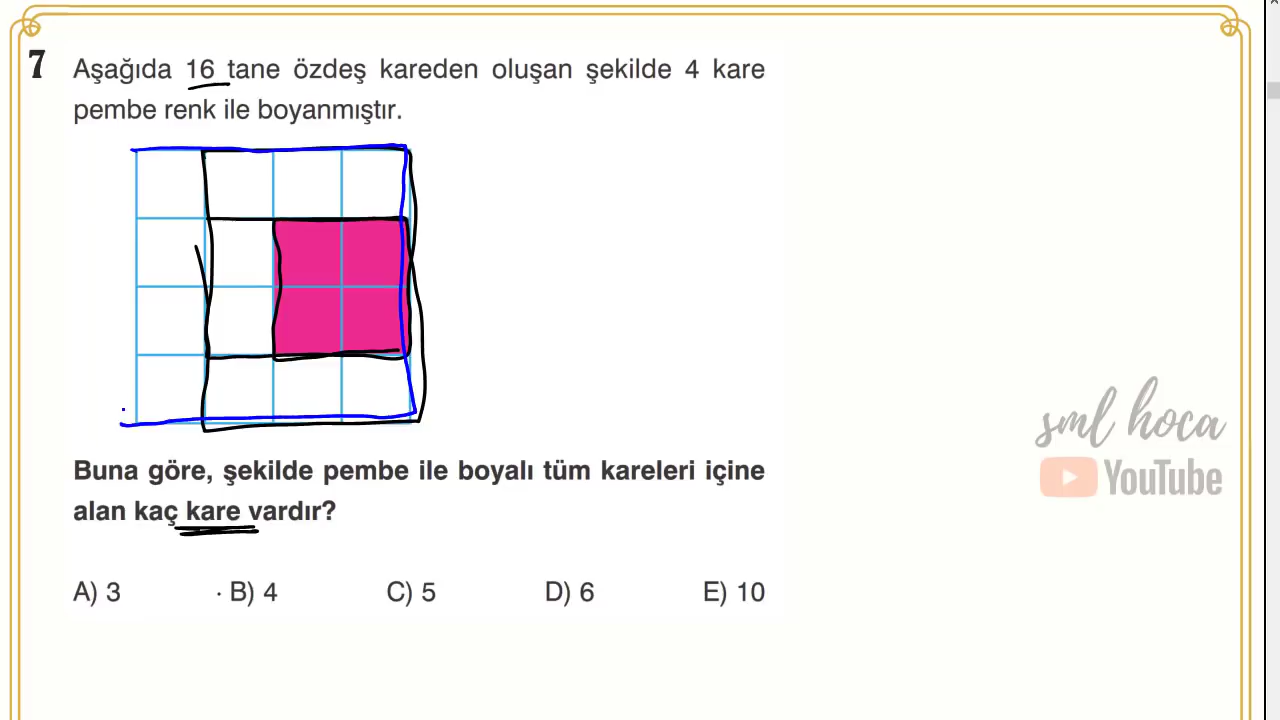 7
Aşağıda 16 tane özdeş kareden oluşan şekilde 4 kare
pembe renk ile boyanmıştır.
Buna göre, şekilde pembe ile boyalı tüm kareleri içine
alan kaç kare vardır?
A) 3 B) 4 C) 5 D) 6 E) 10
sml hoca
YouTube